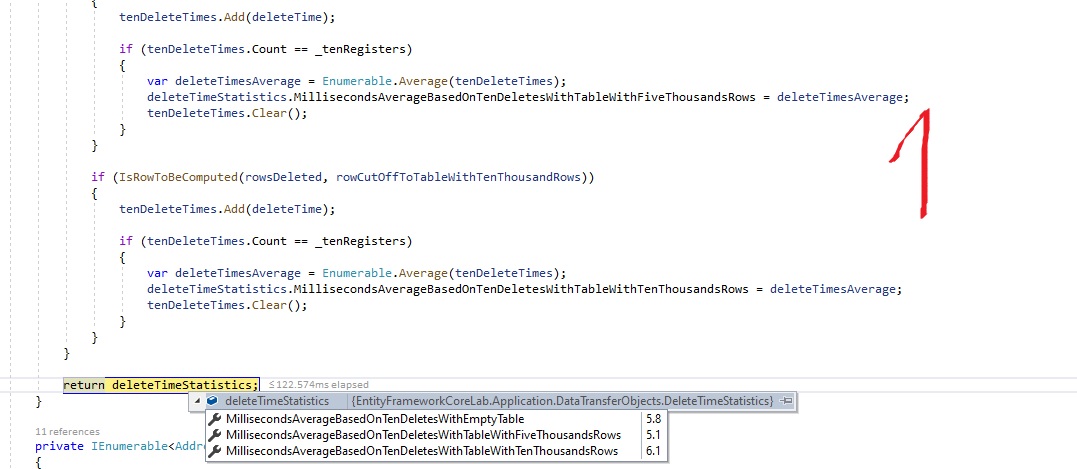 {
tenDeleteTimes.Add(deleteTime);
if (tenDeleteTimes.Count == _tenRegisters)
{
var deleteTimesAverage = Enumerable.Average(tenDeleteTimes);
deleteTimeStatistics.MillisecondsAverageBasedOnTenDeletesWithTableWithFiveThousandsRows = deleteTimesAverage;
tenDeleteTimes.Clear();
}
}
1
if (IsRowToBeComputed(rowsDeleted, rowCutOffToTableWithTenThousandRows))
{
tenDeleteTimes.Add(deleteTime);
if (tenDeleteTimes.Count == _tenRegisters)
{
var deleteTimesAverage = Enumerable.Average(tenDeleteTimes);
deleteTimeStatistics.MillisecondsAverageBasedOnTenDeletesWithTableWithTenThousandsRows = deleteTimesAverage;
tenDeleteTimes.Clear();
}
}
}
return deleteTimeStatistics; ≤122.574ms elapsed
} deleteTimeStatistics {EntityFrameworkCoreLab.Application.DataTransferObjects.DeleteTimeStatistics}
MillisecondsAverageBasedOnTenDeletesWithEmptyTable 5.8
11 references MillisecondsAverageBasedOnTenDeletesWithTableWithFiveThousandsRows 5.1
private IEnumerable<Addr MillisecondsAverageBasedOnTenDeletesWithTableWithTenThousandsRows 6.1
{